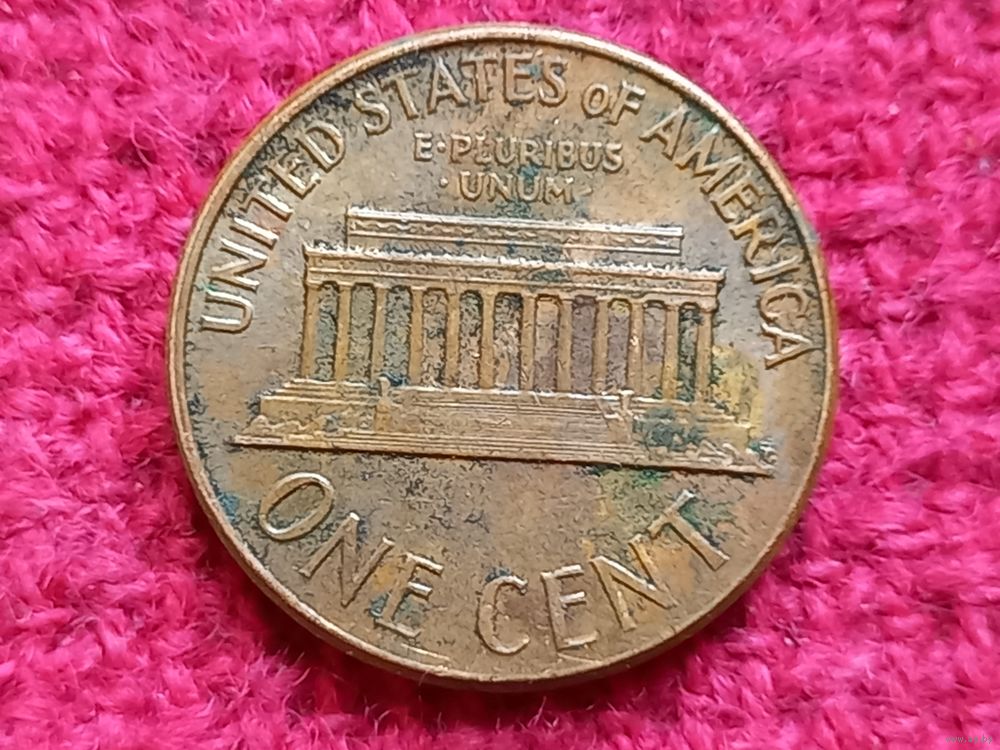 UNITED STATES OF AMERICA
E·PLURIBUS
·UNUM·
ONE CENT